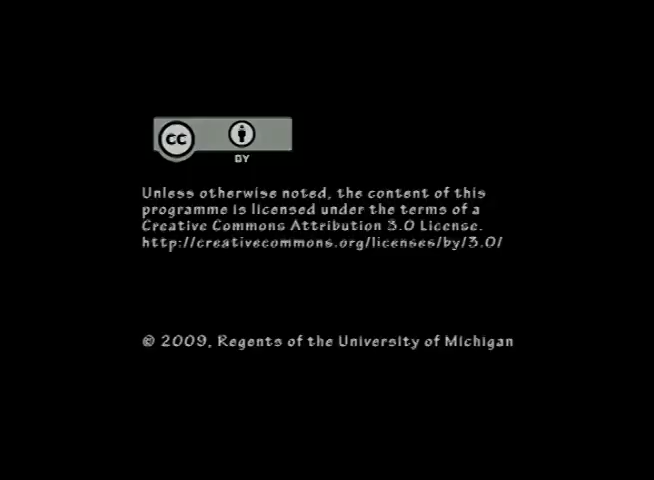 cc
BY
Unless otherwise noted, the content of this
programme is licensed under the terms of a
Creative Commons Attribution 3.0 License.
http://creativecommons.org/licenses/by/3.0/
© 2009, Regents of the University of Michigan